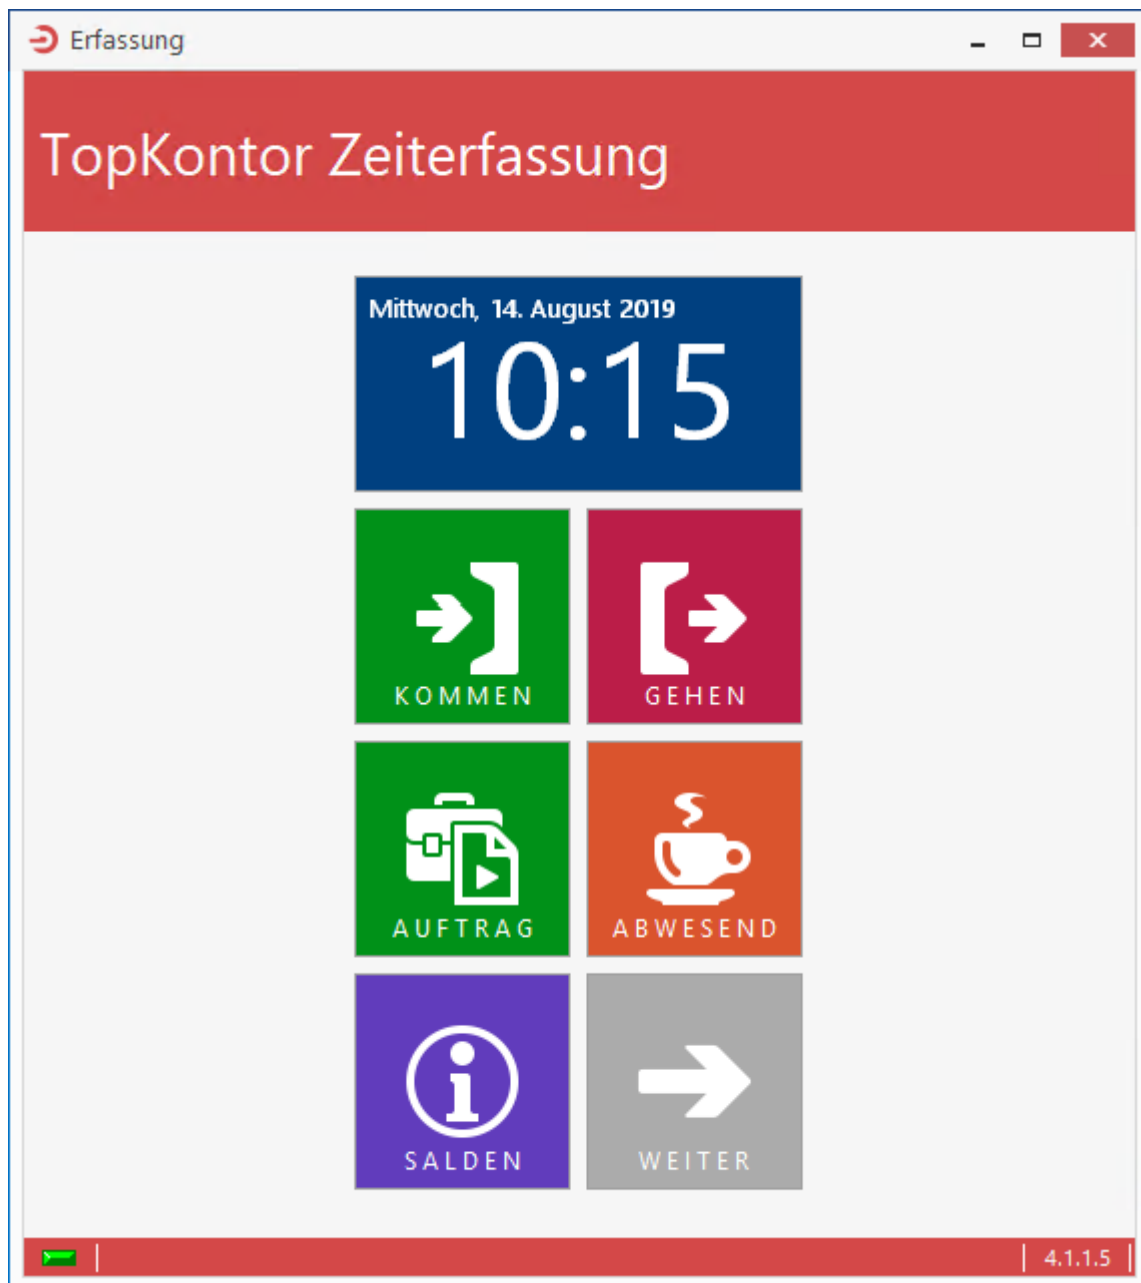 Erfassung
TopKontor Zeiterfassung
Mittwoch, 14. August 2019
10:15
KOMMEN
GEHEN
AUFTRAG
ABWESEND
SALDEN
WEITER
4.1.1.5